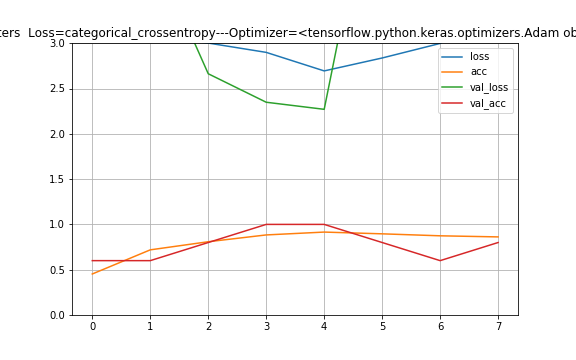 ters Loss=categorical_crossentropy---Optimizer=<tensorflow.python.keras.optimizers.Adam ob
3.0
2.5
2.0
1.5
1.0
0.5
0.0
0 1 2 3 4 5 6 7
loss
acc
val_loss
val_acc